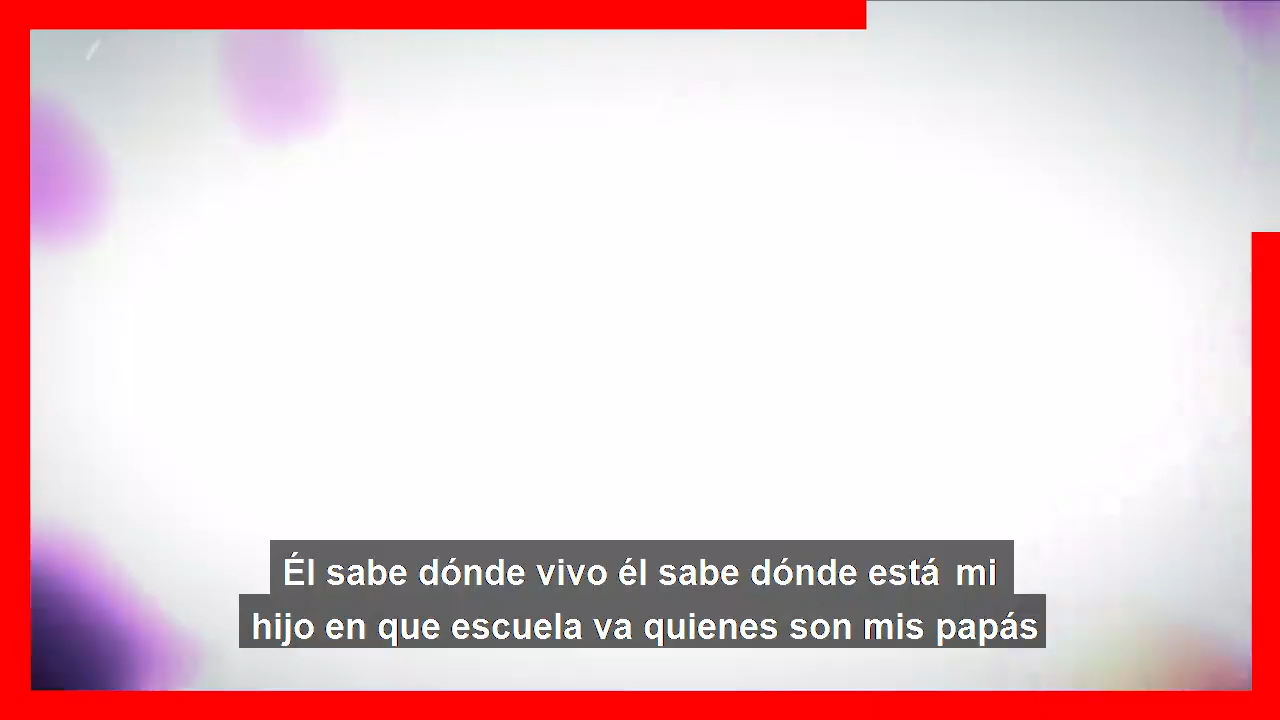 Él sabe dónde vivo él sabe dónde está mi
hijo en que escuela va quienes son mis papás